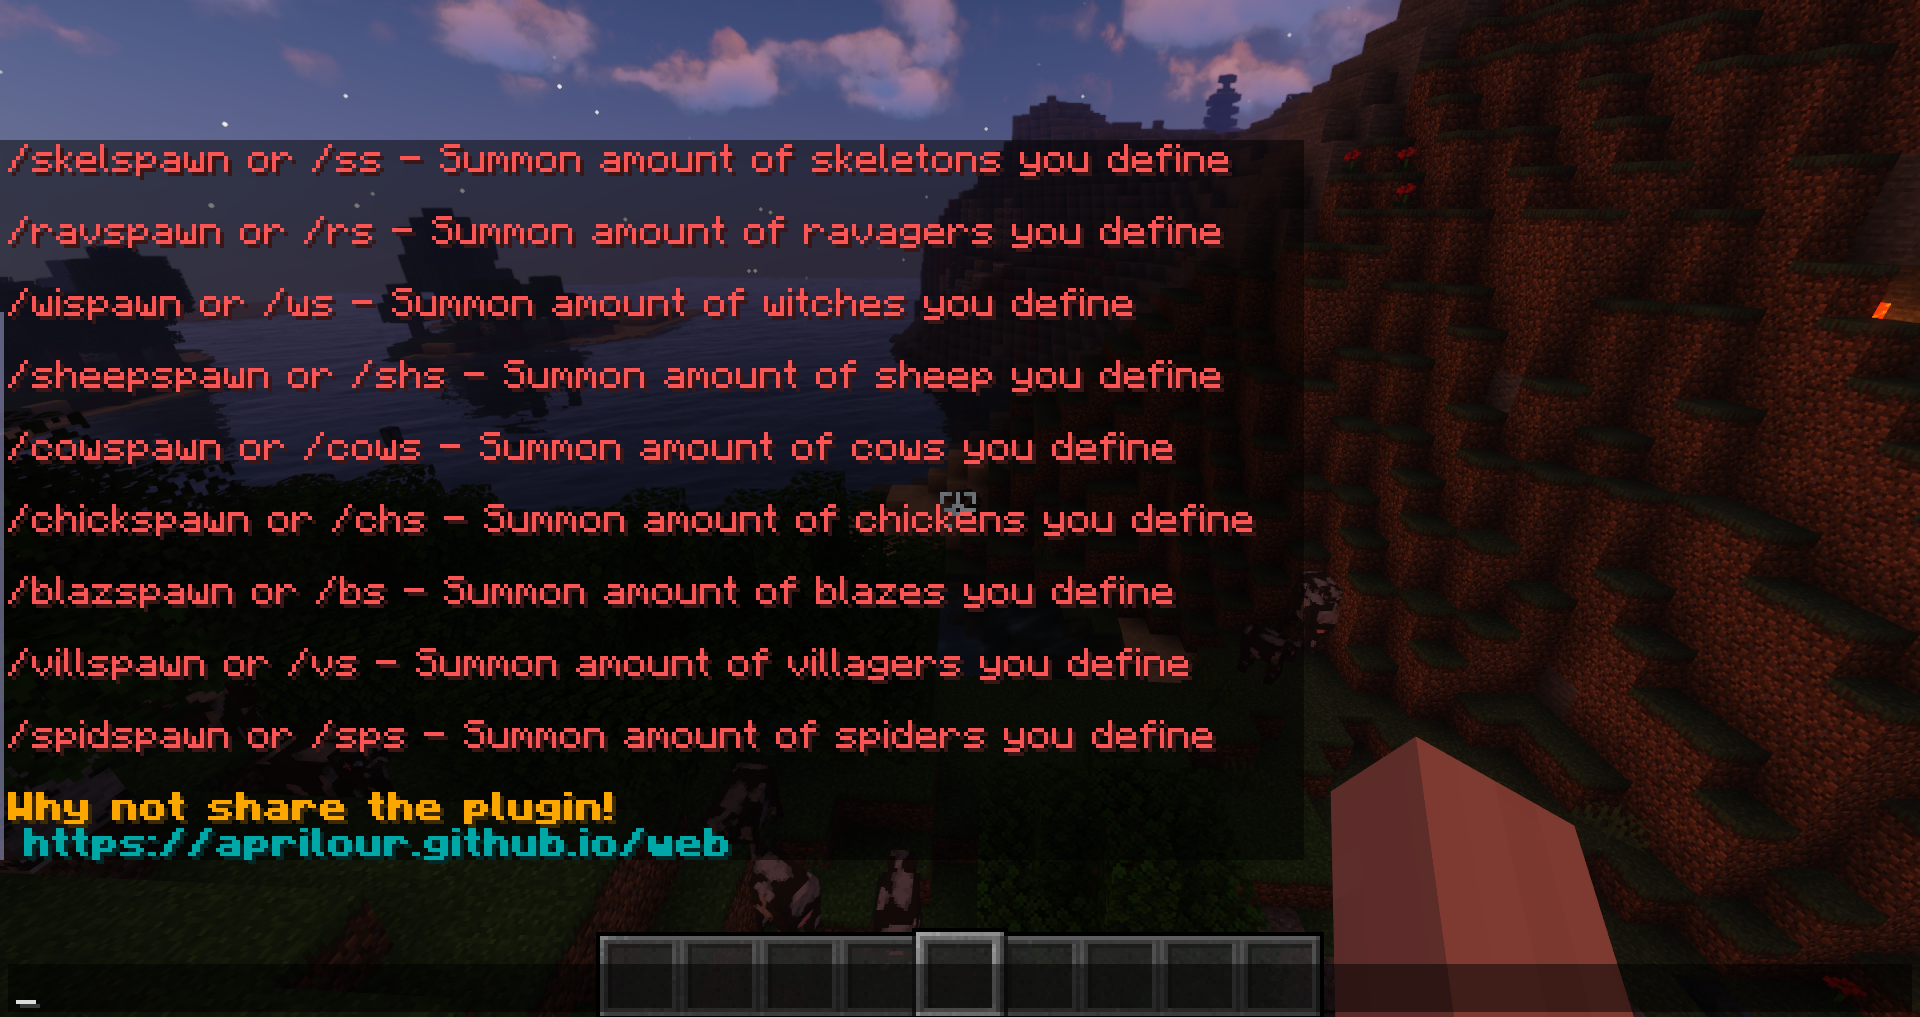 /skelspawn or /ss - Summon amount of skeletons you define
/ravspawn or /rs - Summon amount of ravagers you define
/wispawn or /ws - Summon amount of witches you define
/sheepspawn or /shs - Summon amount of sheep you define
/cowspawn or /cows - Summon amount of cows you define
/chickspawn or /chs - Summon amount of chickens you define
/blazspawn or /bs - Summon amount of blazes you define
/villspawn or /vs - Summon amount of villagers you define
/spidspawn or /sps - Summon amount of spiders you define
Why not share the plugin!
https://aprilour.github.io/web
_